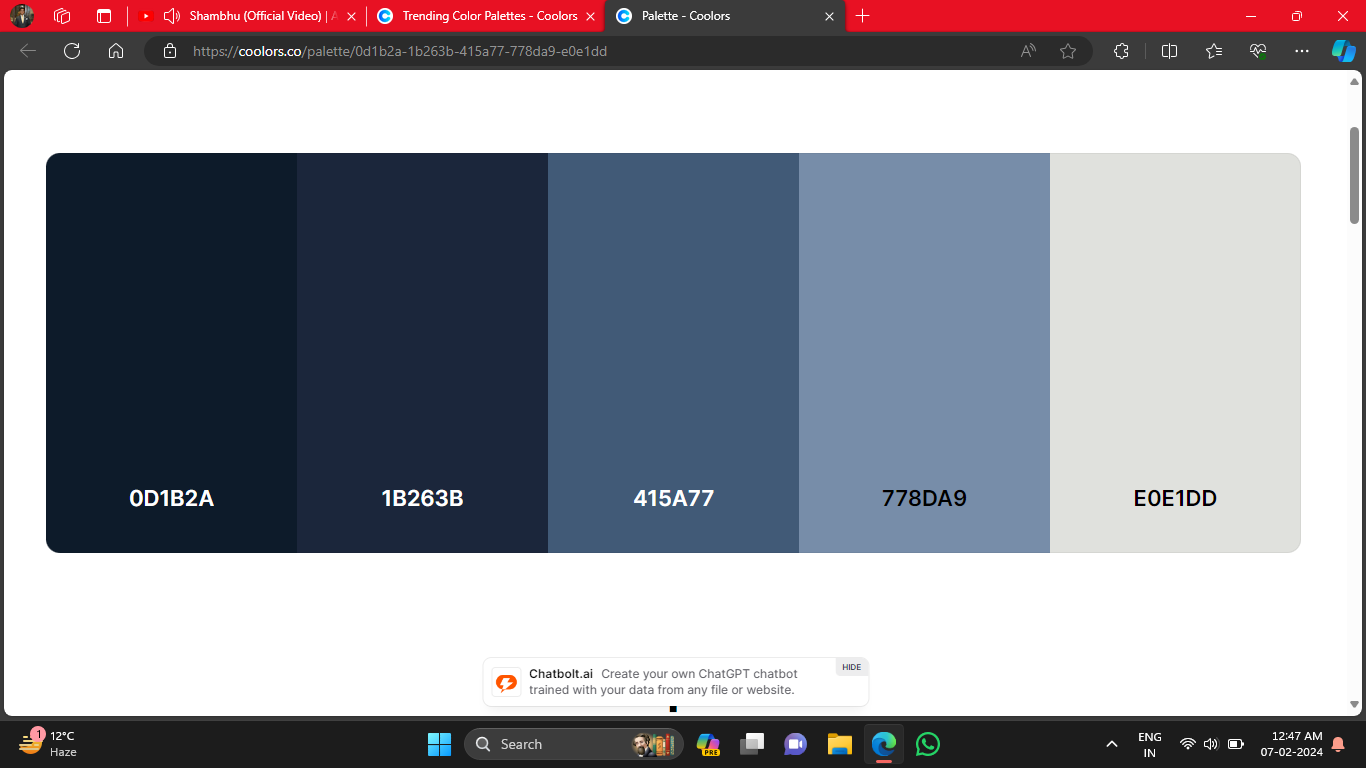 Shambhu (Official Video) |
Trending Color Palettes - Coolors
Palette - Coolors
https://coolors.co/palette/0d1b2a-1b263b-415a77-778da9-e0e1dd
0D1B2A
1B263B
415A77
778DA9
E0E1DD
Chatbolt.ai Create your own ChatGPT chatbot
trained with your data from any file or website.
HIDE
1
12°C
Haze
Search
PRE
ENG
IN
12:47 AM
07-02-2024